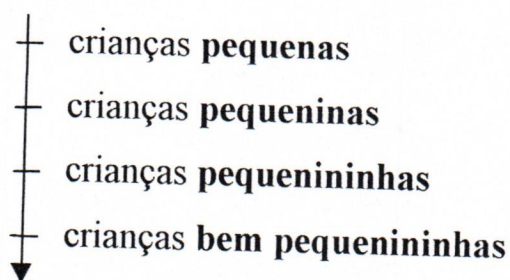 crianças pequenas
crianças pequeninas
crianças pequenininhas
crianças bem pequenininhas